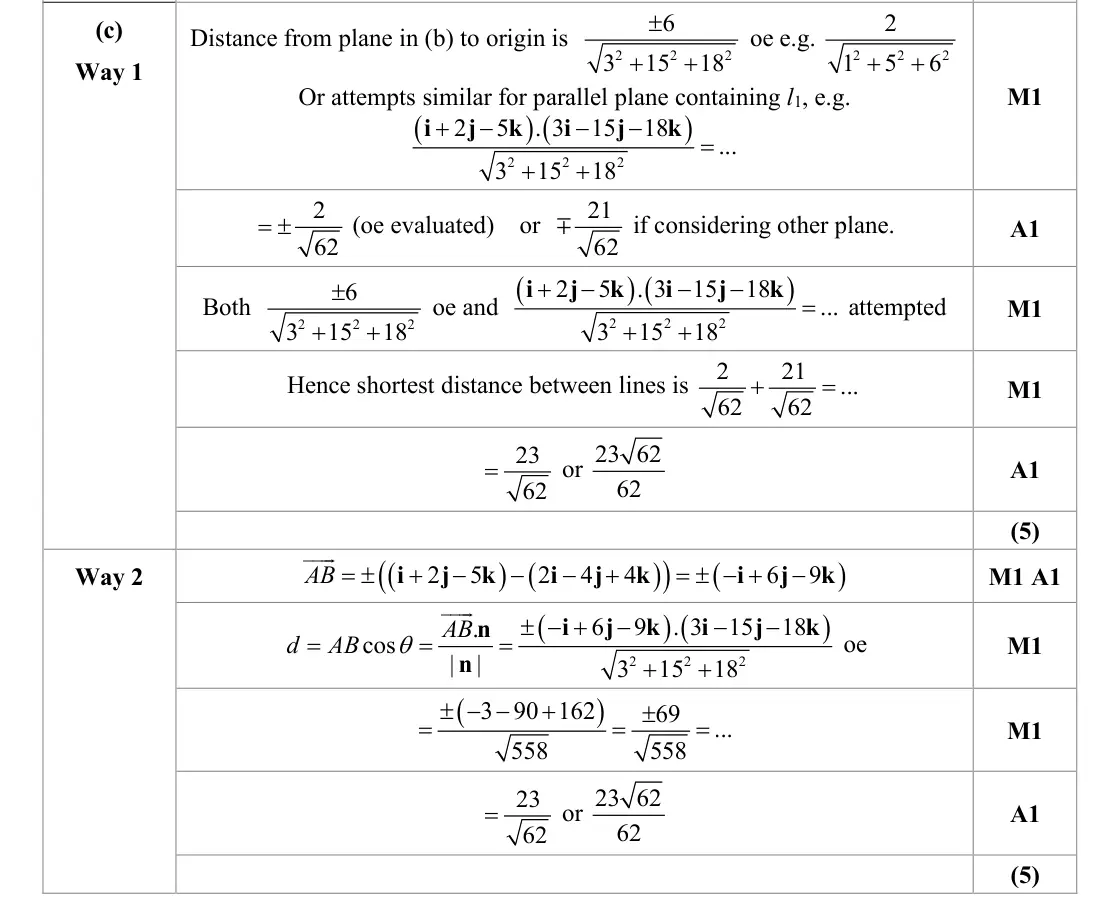 (c)
Way 1
Distance from plane in (b) to origin is ±6/√(3² +15² +18²) oe e.g. 2/√(1² +5² +6²)
Or attempts similar for parallel plane containing l₁, e.g.
(i+2j−5k).(3i−15j−18k)/√(3² +15² +18²) = ...
M1
= ± 2/√62 (oe evaluated) or ∓ 21/√62 if considering other plane.
A1
Both ±6/√(3² +15² +18²) oe and (i+2j−5k).(3i−15j−18k)/√(3² +15² +18²) = ... attempted
M1
Hence shortest distance between lines is 2/√62 + 21/√62 = ...
M1
= 23/√62 or 23√62/62
A1
(5)
Way 2
AB⃗ = ±((i+2j−5k)−(2i−4j+4k)) = ±(−i+6j−9k)
M1 A1
d = AB cos θ = AB⃗.n/|n| = ±(−i+6j−9k).(3i−15j−18k)/√(3² +15² +18²) oe
M1
= ±(−3−90+162)/√558 = ±69/√558 = ...
M1
= 23/√62 or 23√62/62
A1
(5)